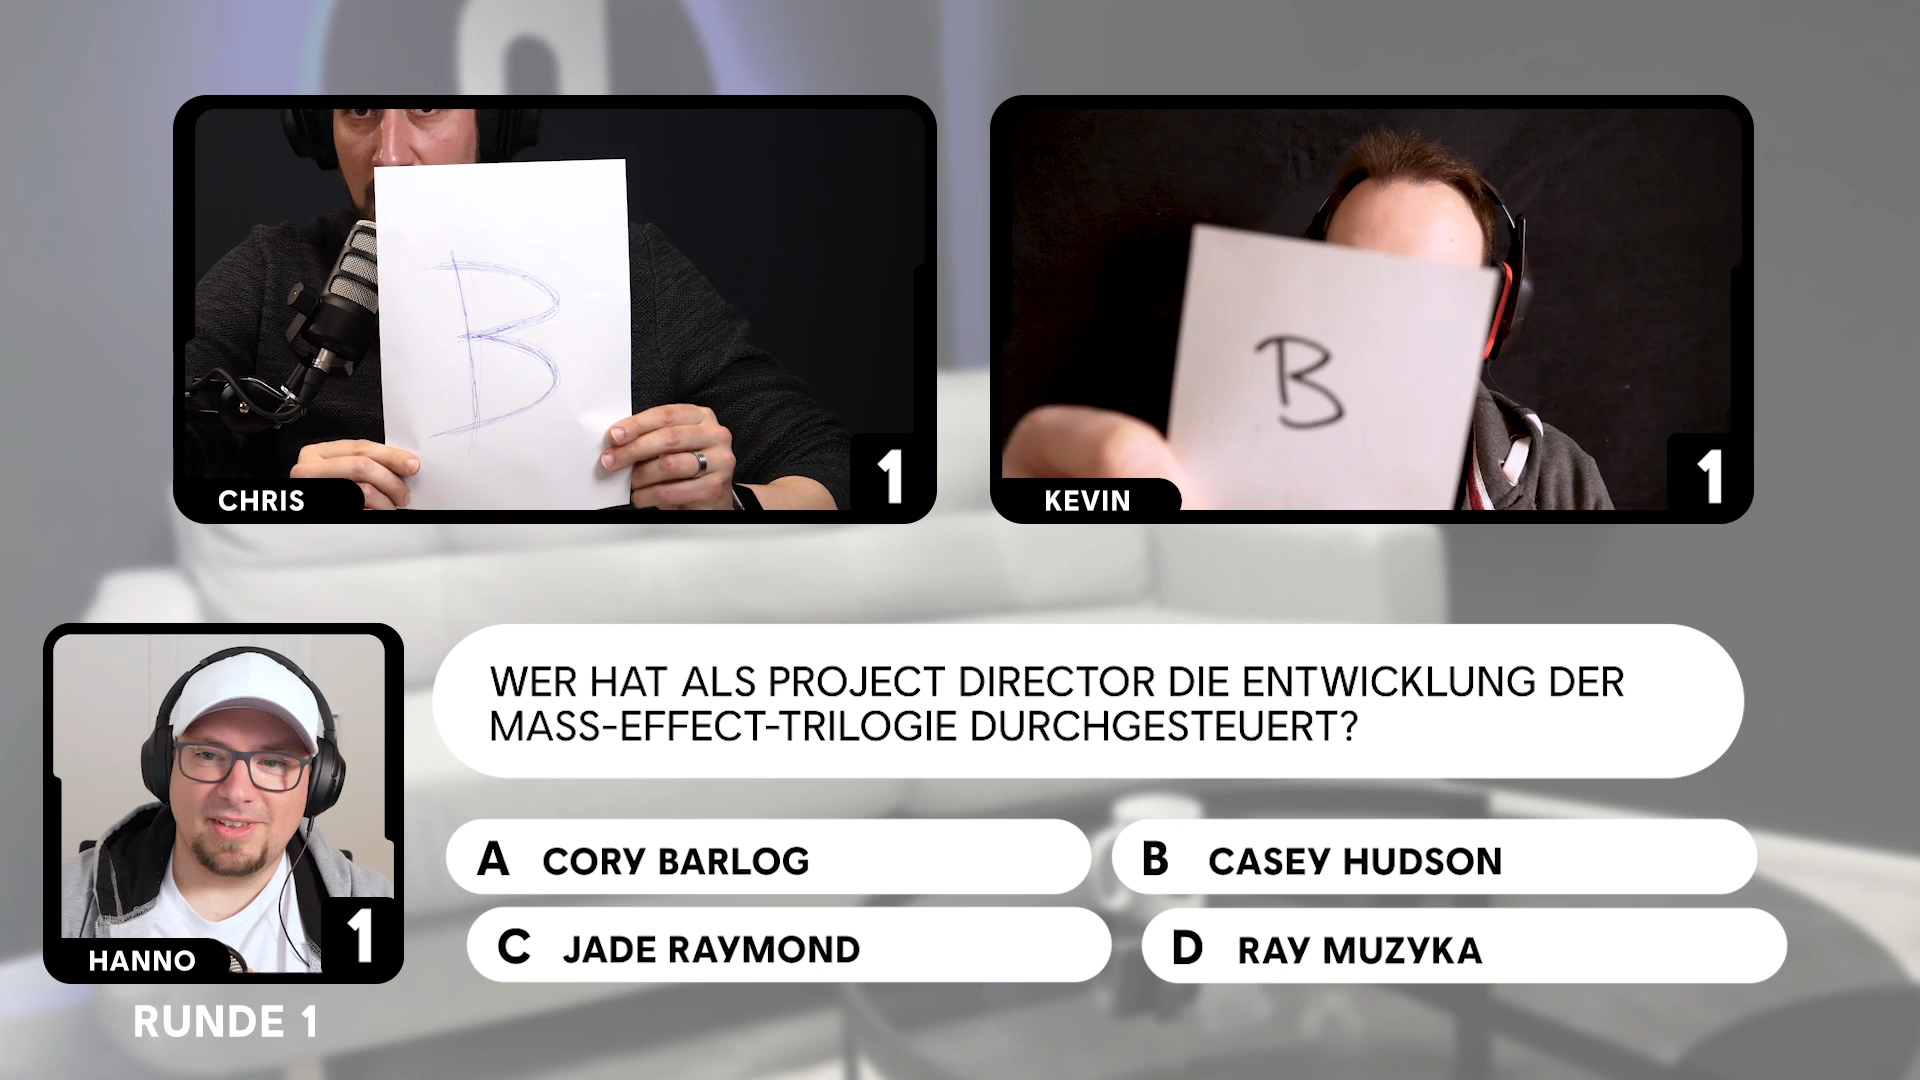 B
B
CHRIS
1
KEVIN
1
WER HAT ALS PROJECT DIRECTOR DIE ENTWICKLUNG DER
MASS-EFFECT-TRILOGIE DURCHGESTEUERT?
A CORY BARLOG
B CASEY HUDSON
C JADE RAYMOND
D RAY MUZYKA
HANNO
1
RUNDE 1